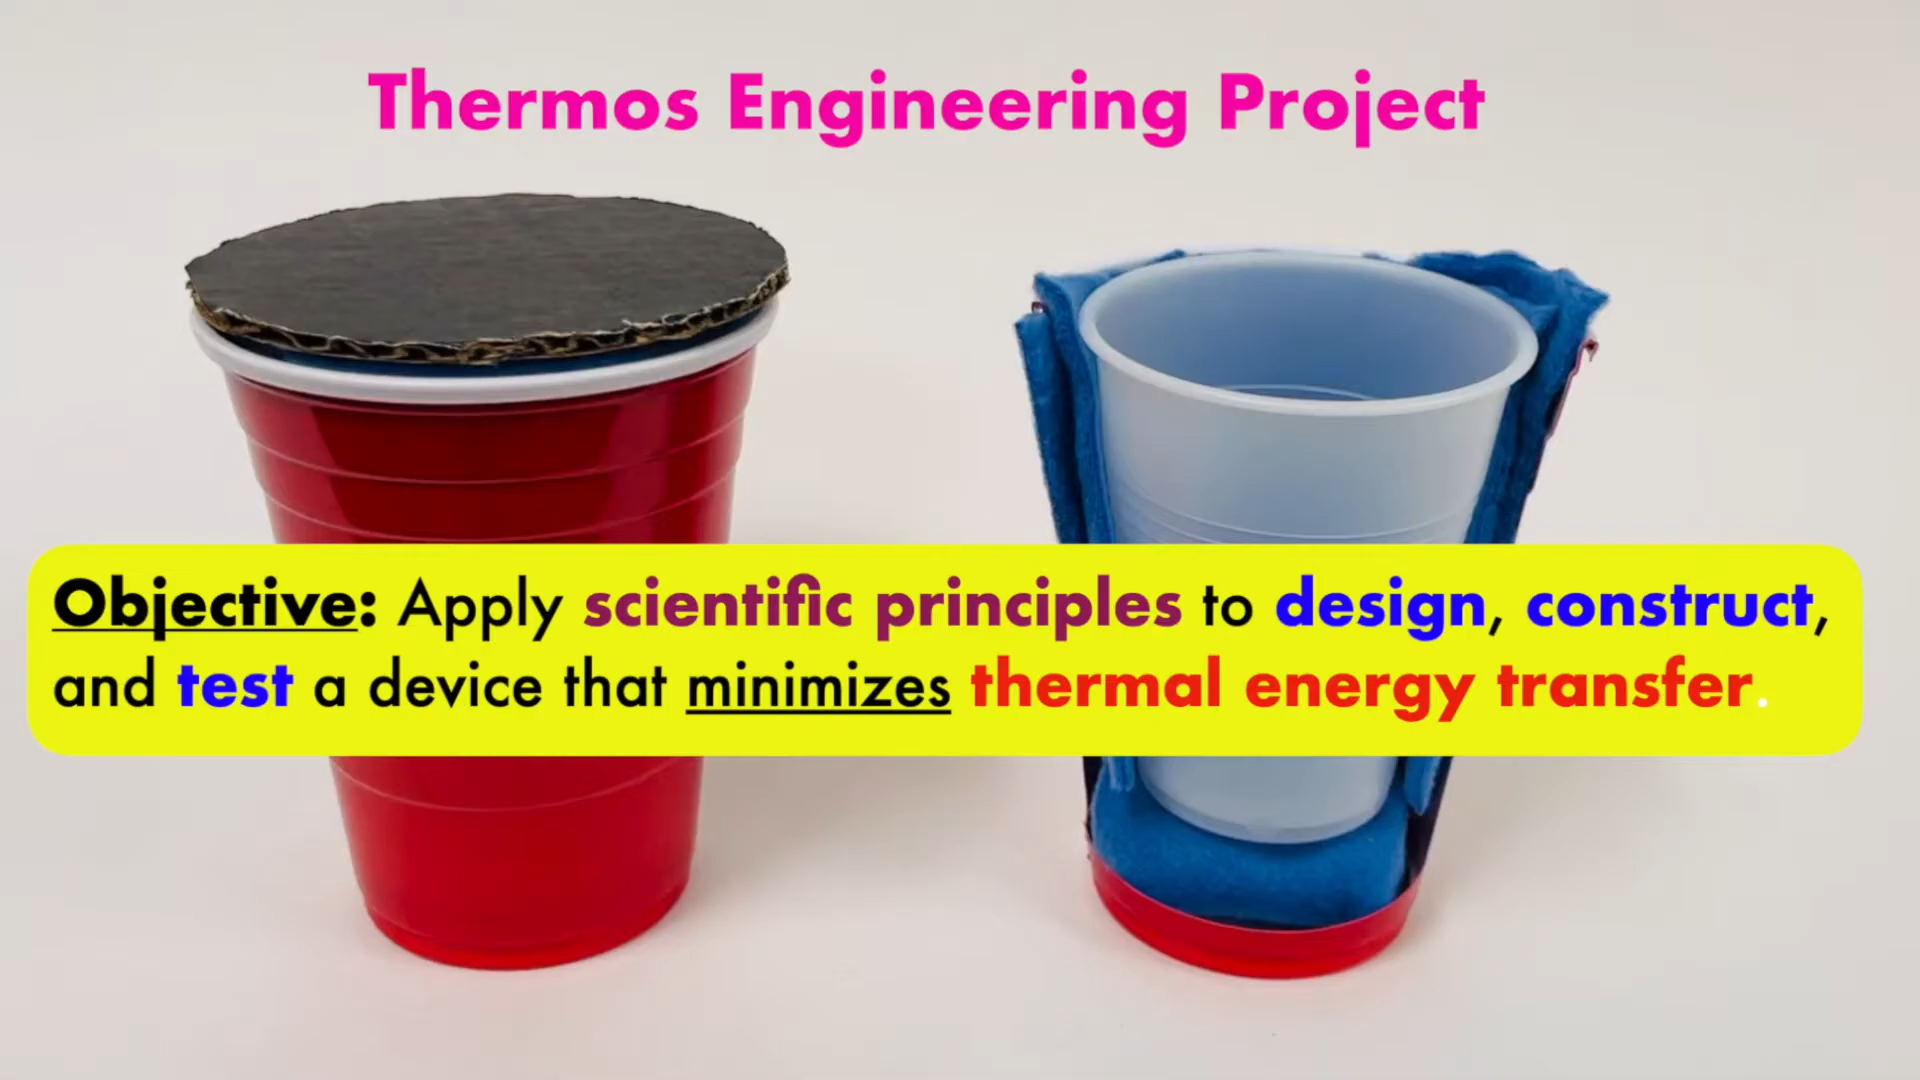 Thermos Engineering Project
Objective: Apply scientific principles to design, construct,
and test a device that minimizes thermal energy transfer.